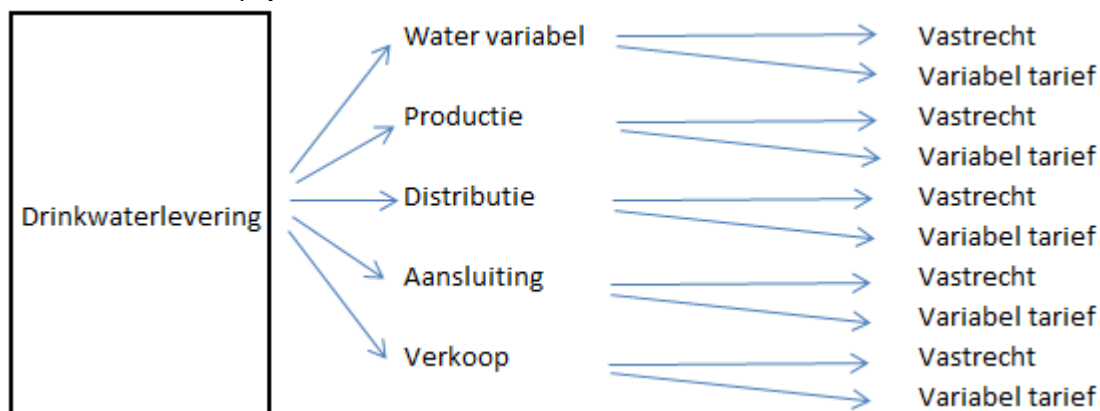 Water variabel
Vastrecht
Variabel tarief
Productie
Vastrecht
Variabel tarief
Drinkwaterlevering
Distributie
Vastrecht
Variabel tarief
Aansluiting
Vastrecht
Variabel tarief
Verkoop
Vastrecht
Variabel tarief